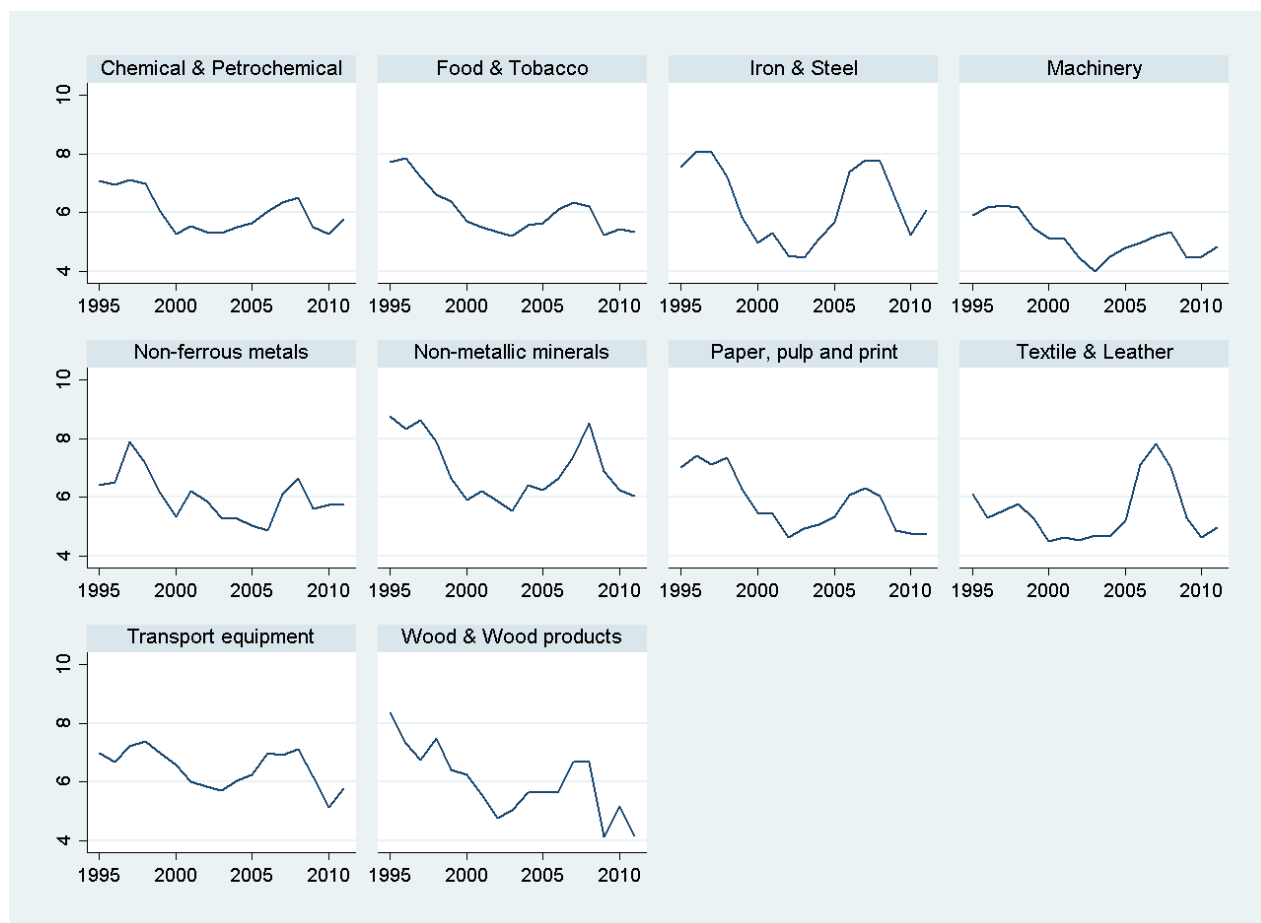 Chemical & Petrochemical Food & Tobacco Iron & Steel Machinery
10
8
6
4
1995 2000 2005 2010 1995 2000 2005 2010 1995 2000 2005 2010 1995 2000 2005 2010
Non-ferrous metals Non-metallic minerals Paper, pulp and print Textile & Leather
10
8
6
4
1995 2000 2005 2010 1995 2000 2005 2010 1995 2000 2005 2010 1995 2000 2005 2010
Transport equipment Wood & Wood products
10
8
6
4
1995 2000 2005 2010 1995 2000 2005 2010